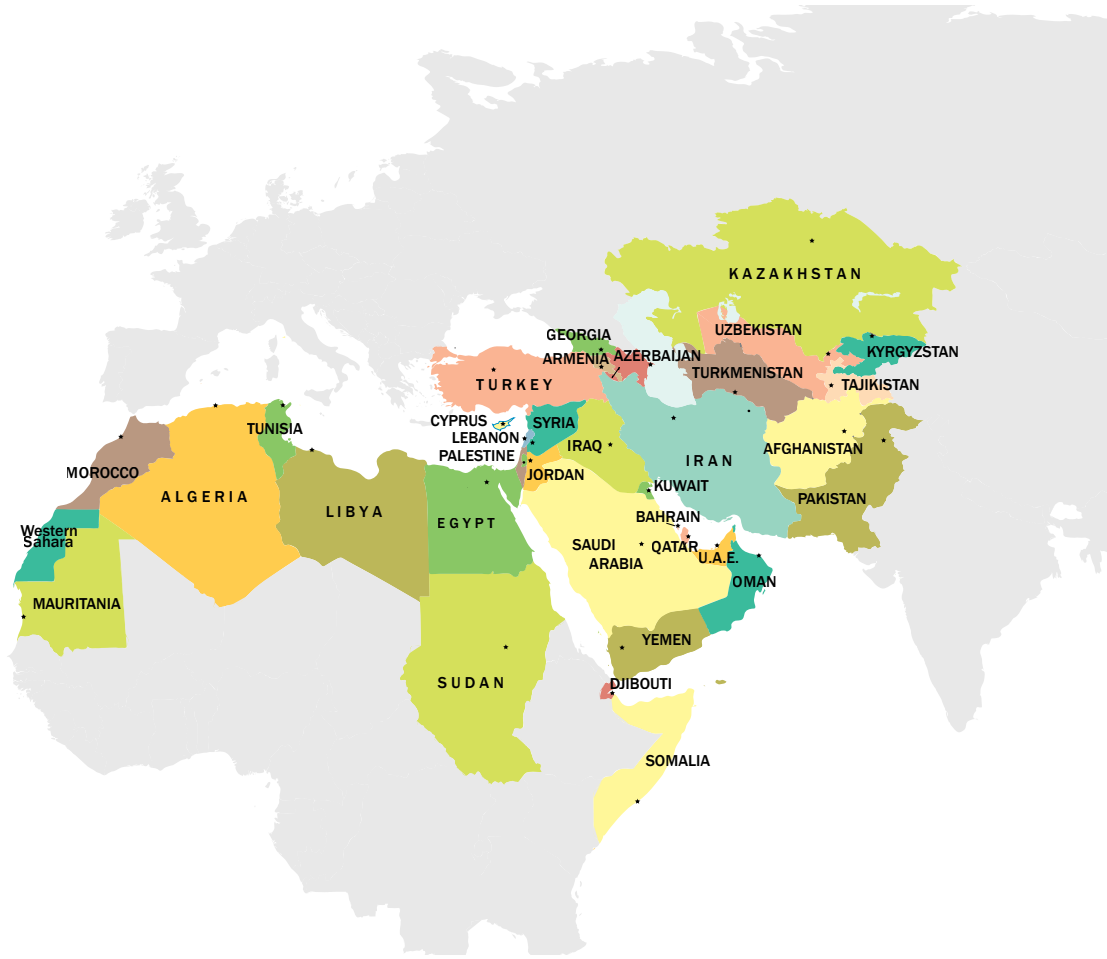 KAZAKHSTAN
UZBEKISTAN
GEORGIA
KYRGYZSTAN
ARMENIA
AZERBAIJAN
TURKMENISTAN
TURKEY
TAJIKISTAN
CYPRUS
SYRIA
TUNISIA
LEBANON
IRAQ
AFGHANISTAN
PALESTINE
IRAN
MOROCCO
JORDAN
KUWAIT
ALGERIA
PAKISTAN
LIBYA
BAHRAIN
EGYPT
Western
Sahara
SAUDI
ARABIA
QATAR
U.A.E.
OMAN
MAURITANIA
YEMEN
SUDAN
DJIBOUTI
SOMALIA